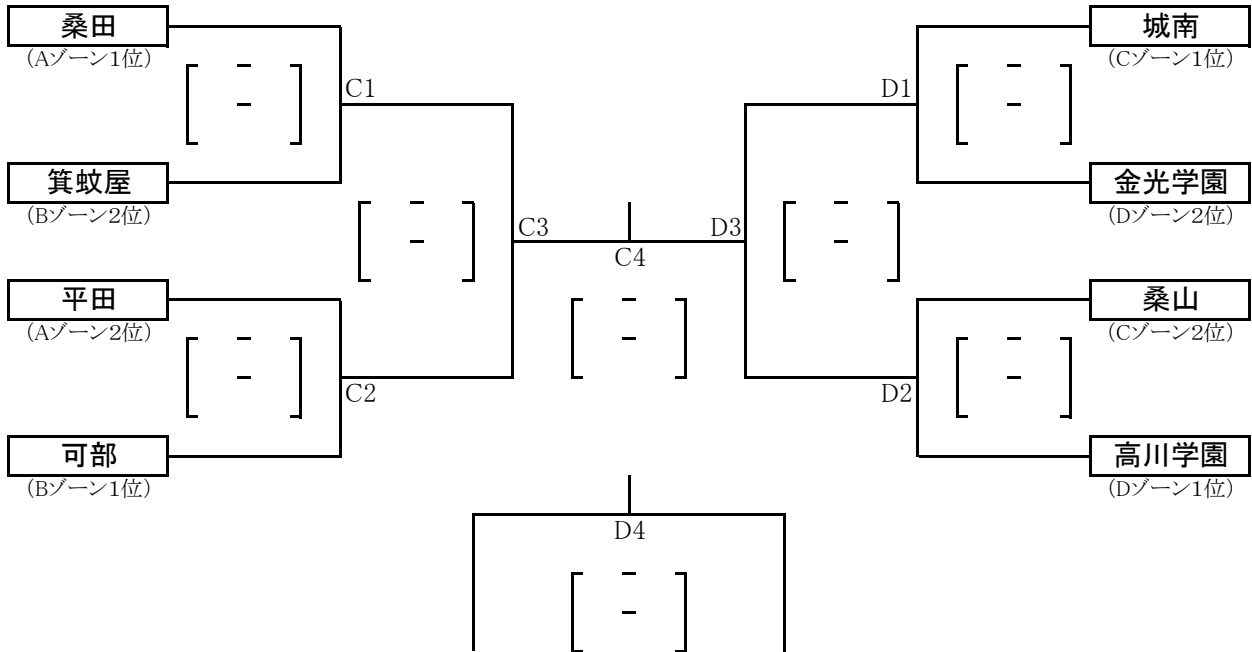 桑田
(Aゾーン1位)
C1
箕蚊屋
(Bゾーン2位)
平田
(Aゾーン2位)
C2
可部
(Bゾーン1位)
C3
C4
D3
城南
(Cゾーン1位)
D1
金光学園
(Dゾーン2位)
桑山
(Cゾーン2位)
D2
高川学園
(Dゾーン1位)
D4